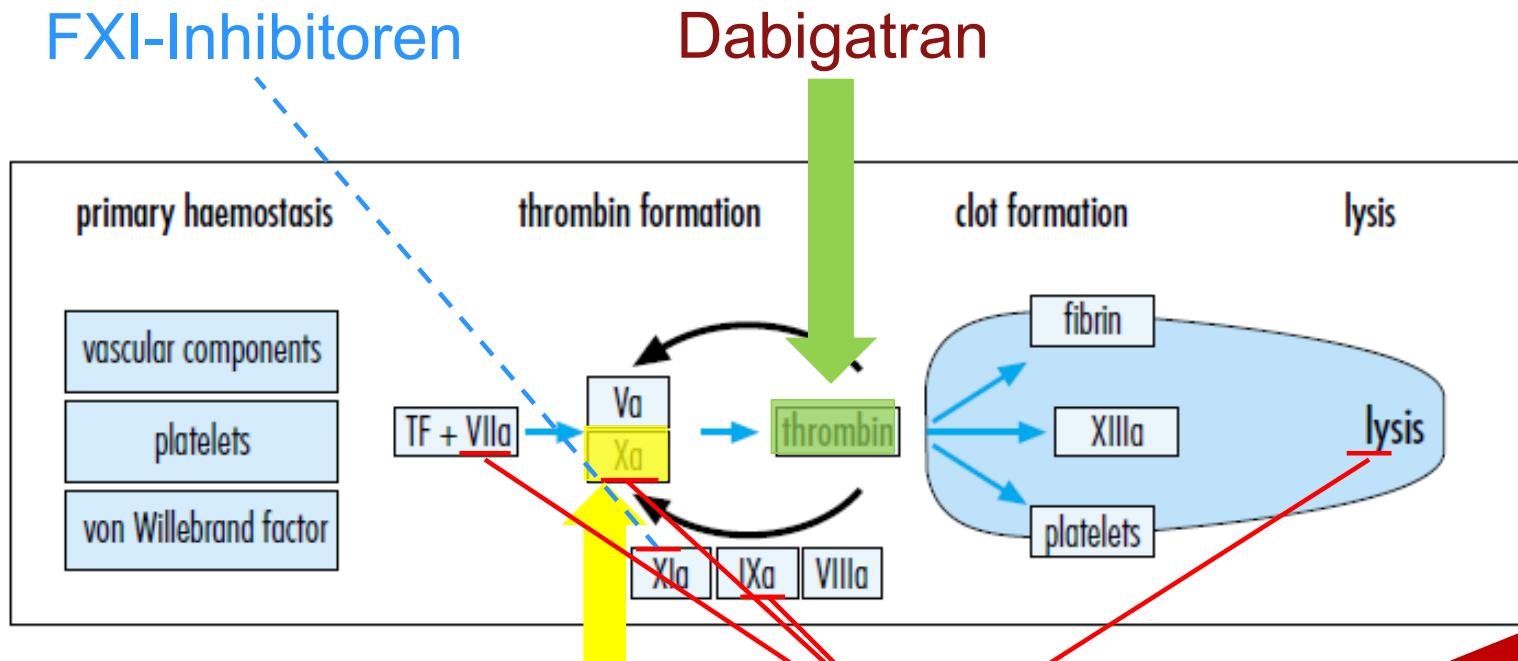 FXI-Inhibitoren
Dabigatran
primary haemostasis
thrombin formation
clot formation
lysis
vascular components
platelets
von Willebrand factor
TF + VIIa
Va
Xa
thrombin
XIa
IXa
VIIIa
fibrin
XIIIa
platelets
lysis